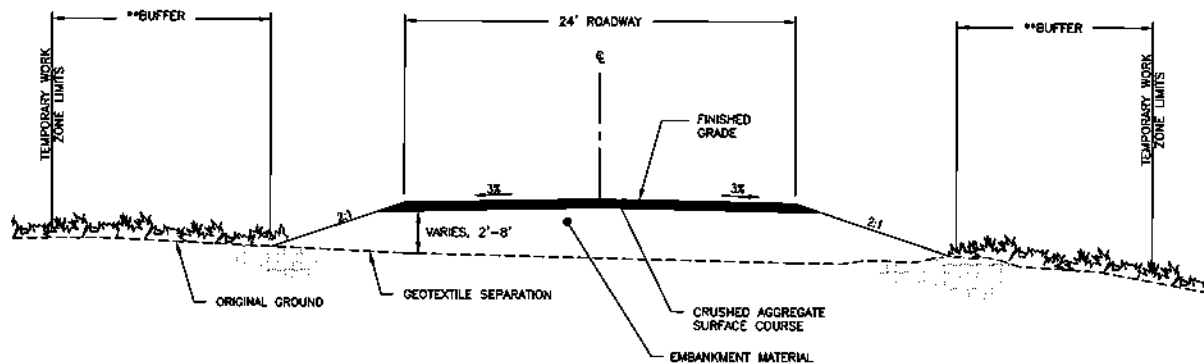 **BUFFER
24' ROADWAY
**BUFFER
TEMPORARY WORK
ZONE LIMITS
℄
TEMPORARY WORK
ZONE LIMITS
FINISHED
GRADE
3%
3%
2:1
2:1
VARIES, 2'-8'
ORIGINAL GROUND
GEOTEXTILE SEPARATION
CRUSHED AGGREGATE
SURFACE COURSE
EMBANKMENT MATERIAL